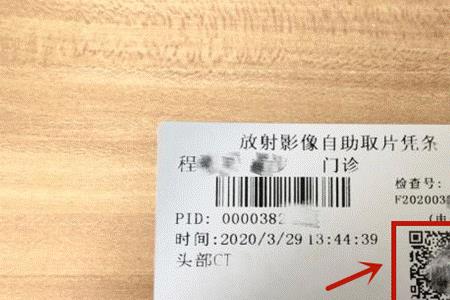 放射影像自助取片凭条
程 门诊
检查号:
PID: 0000382
F202003
时间:2020/3/29 13:44:39
头部CT